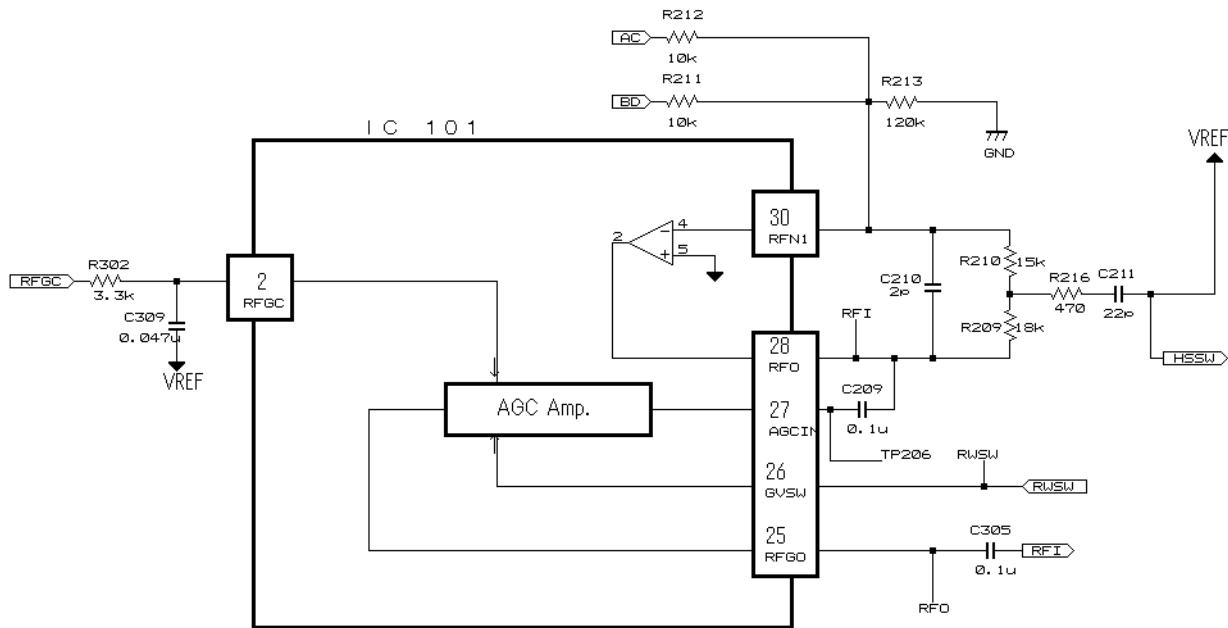 R212
AC
10k
R211
BD
10k
R213
120k
GND
IC 101
VREF
30
RFN1
2
4
5
R302
RFGC
3.3k
2
RFGC
C309
0.047u
VREF
C210
2p
R210
15k
R216
470
C211
22p
R209
18k
HSSW
RFI
28
RFO
C209
0.1u
AGC Amp.
27
AGCIN
TP206
RWSW
26
GVSW
RWSW
25
RFGO
C305
0.1u
RFI
RFO